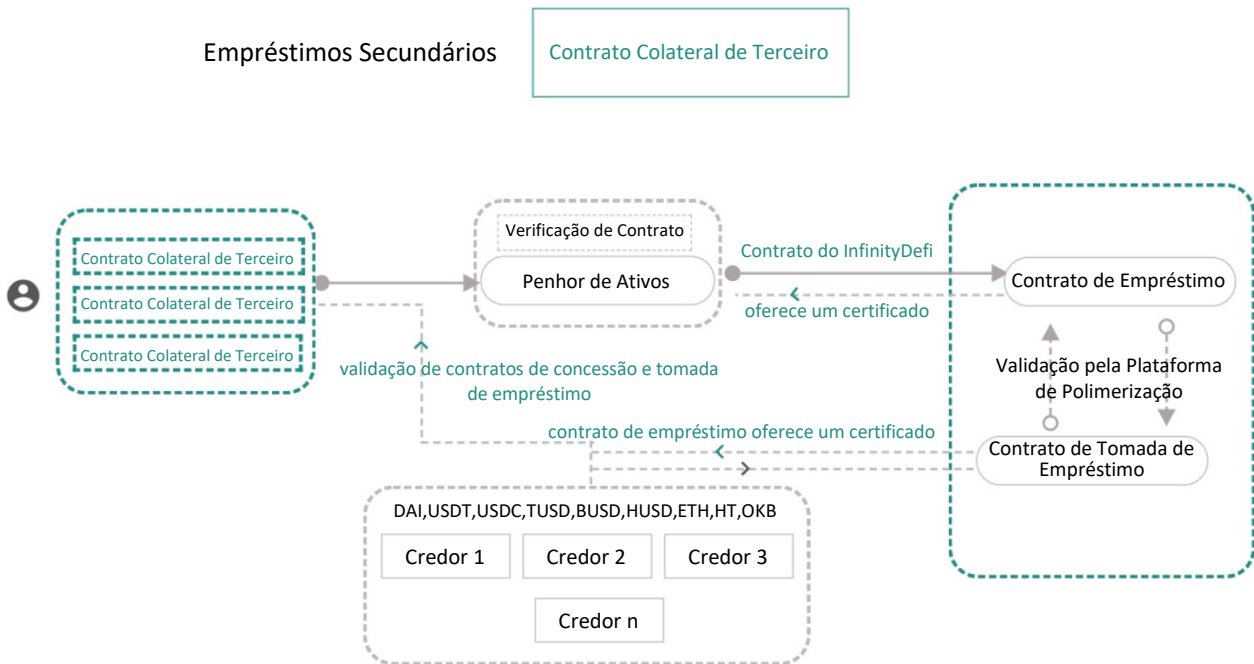 Empréstimos Secundários
Contrato Colateral de Terceiro
Contrato Colateral de Terceiro
Contrato Colateral de Terceiro
Contrato Colateral de Terceiro
Verificação de Contrato
Penhor de Ativos
Contrato do InfinityDefi
oferece um certificado
Contrato de Empréstimo
Validação pela Plataforma
de Polimerização
Contrato de Tomada de
Empréstimo
validação de contratos de concessão e tomada
de empréstimo
contrato de empréstimo oferece um certificado
DAI,USDT,USDC,TUSD,BUSD,HUSD,ETH,HT,OKB
Credor 1
Credor 2
Credor 3
Credor n